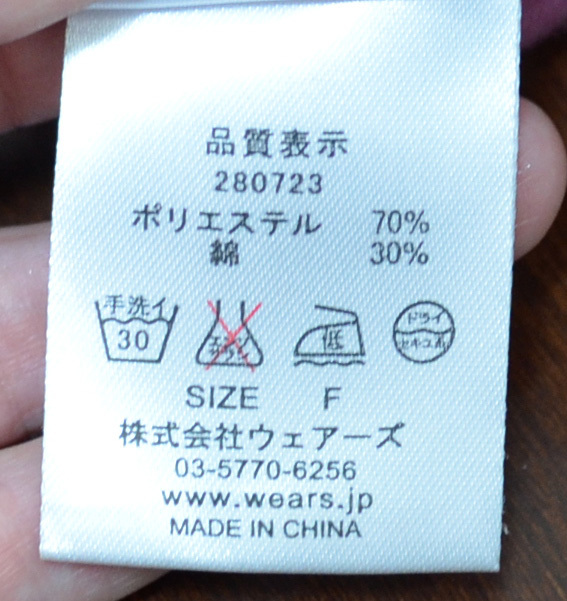 品質表示
280723
ポリエステル 70%
綿 30%
手洗イ 30 低 ドライ セキユ系
SIZE F
株式会社ウェアーズ
03-5770-6256
www.wears.jp
MADE IN CHINA